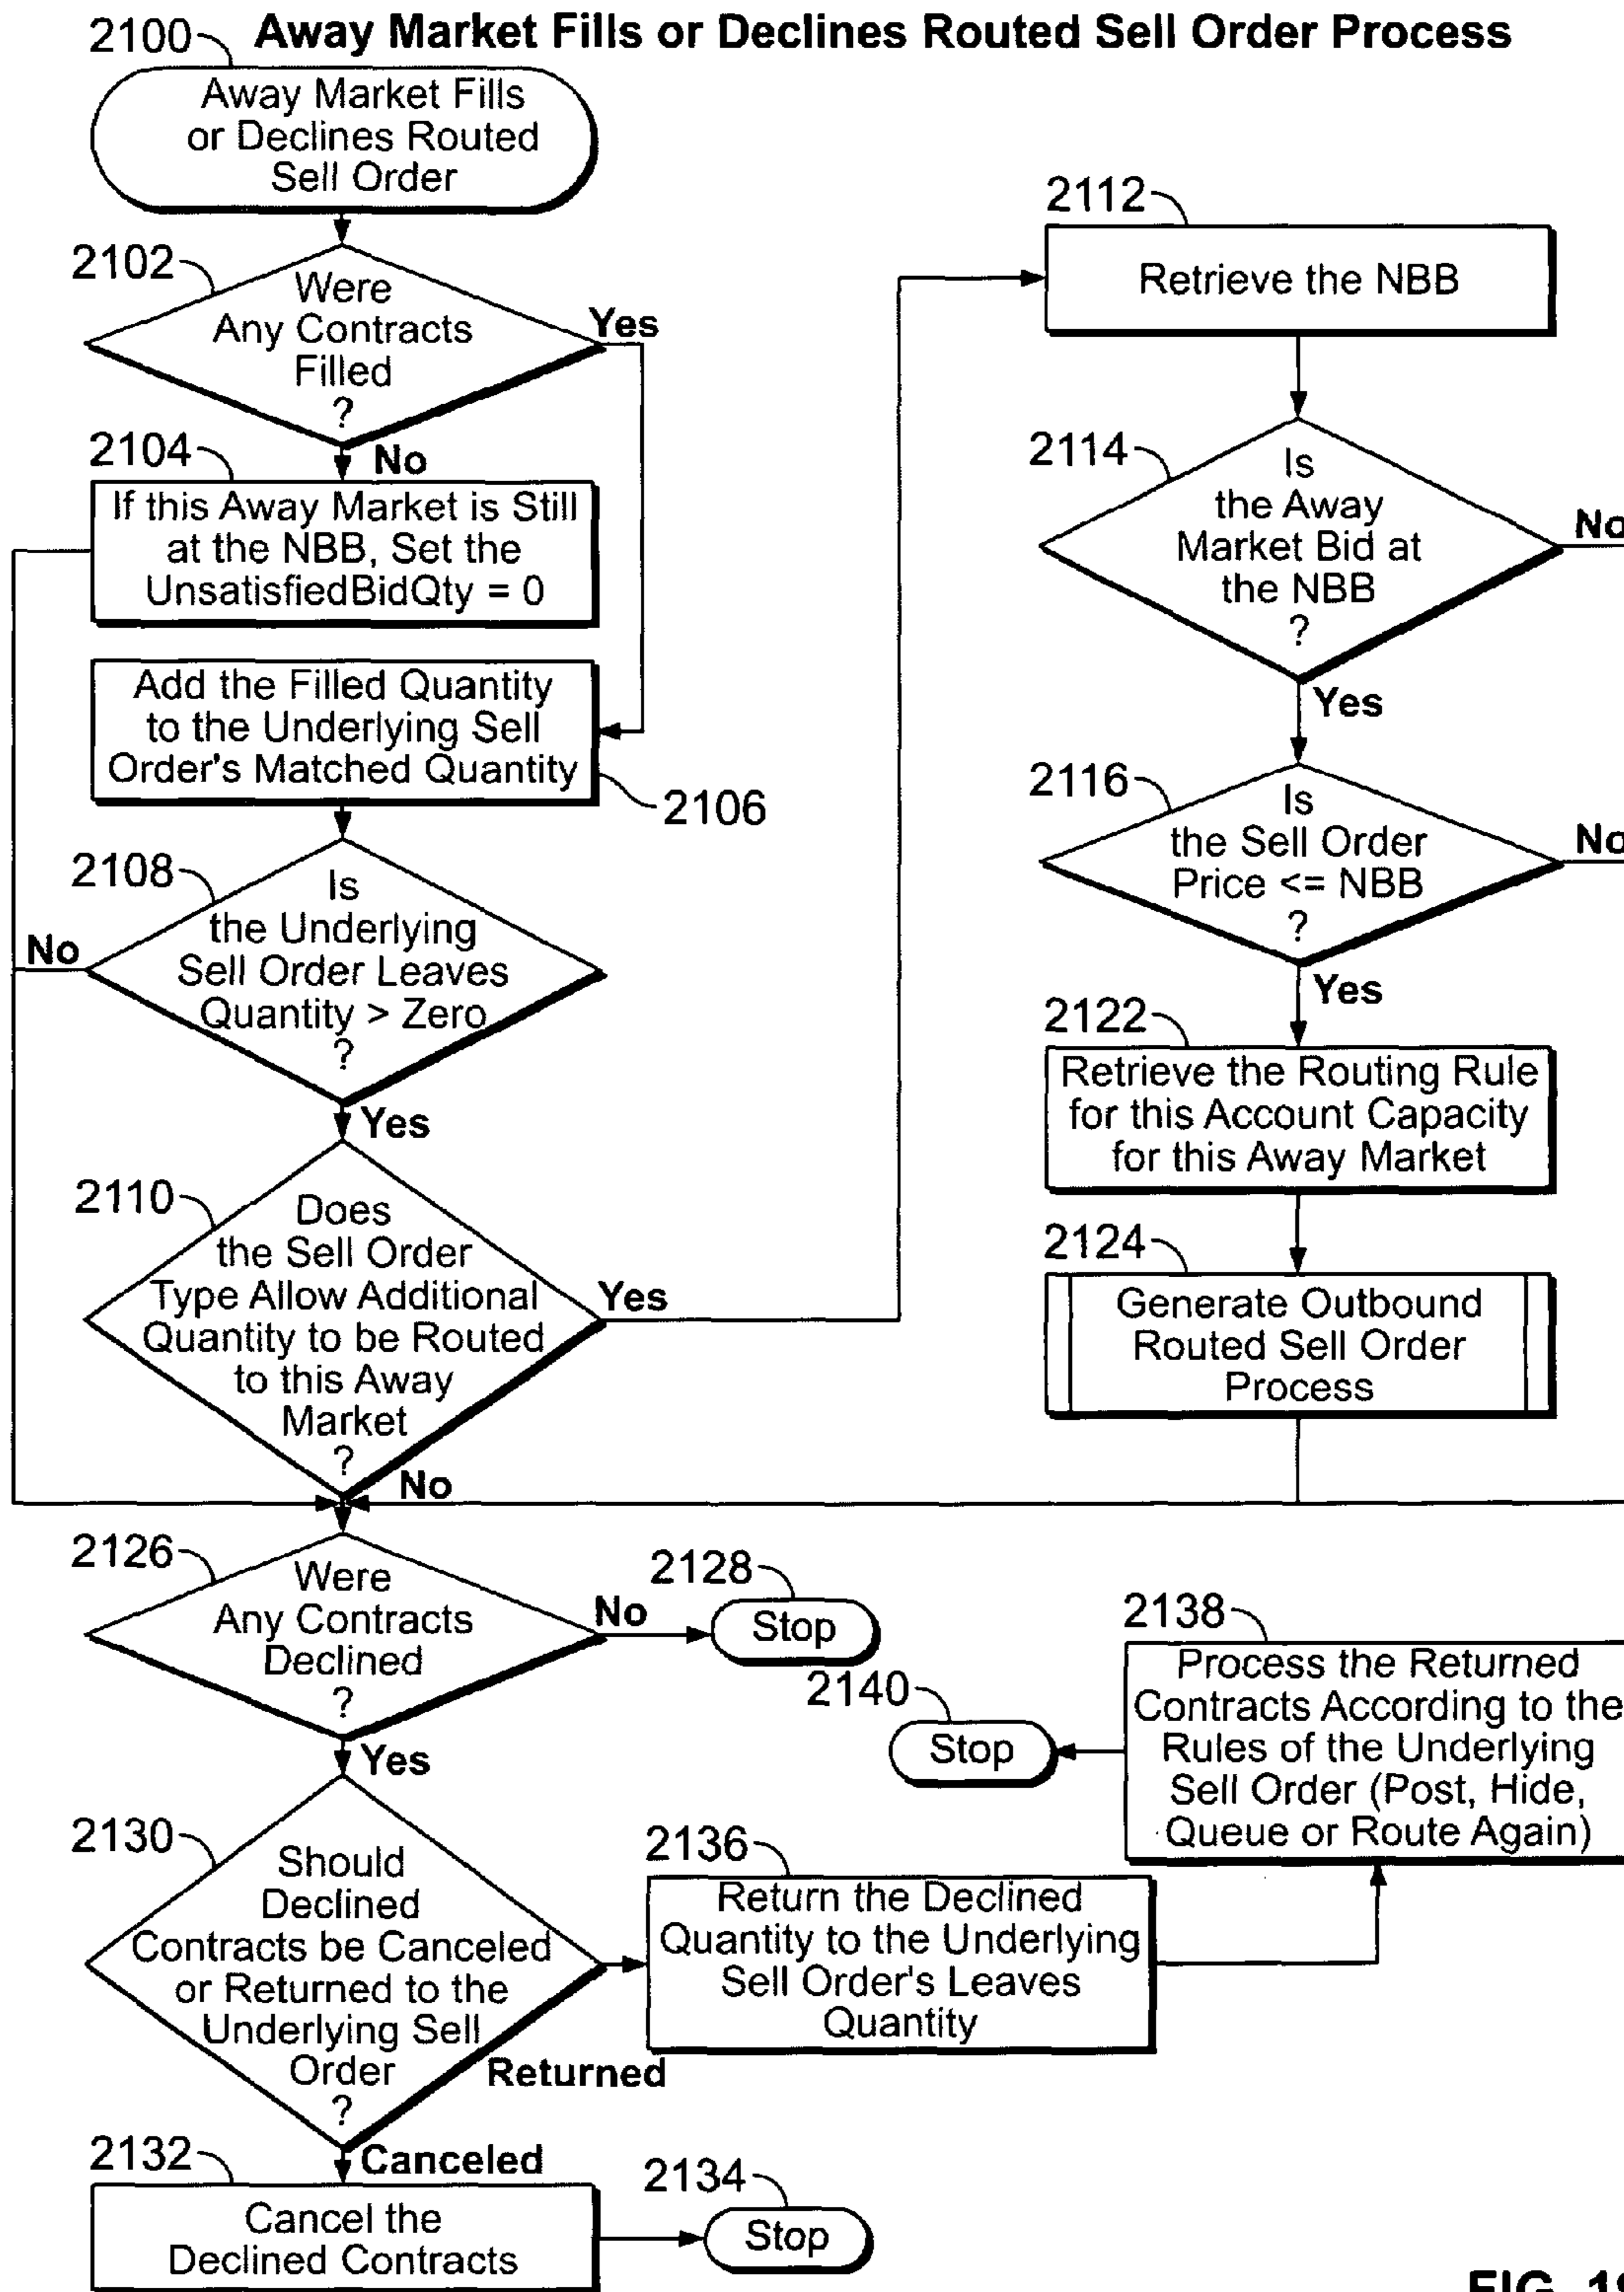 Away Market Fills or Declines Routed Sell Order Process
2100
Away Market Fills
or Declines Routed
Sell Order
2102
Were
Any Contracts
Filled
?
Yes
No
2104
If this Away Market is Still
at the NBB, Set the
UnsatisfiedBidQty = 0
Add the Filled Quantity
to the Underlying Sell
Order's Matched Quantity
2106
2108
Is
the Underlying
Sell Order Leaves
Quantity > Zero
?
No
Yes
2110
Does
the Sell Order
Type Allow Additional
Quantity to be Routed
to this Away
Market
?
Yes
No
2112
Retrieve the NBB
2114
Is
the Away
Market Bid at
the NBB
?
No
Yes
2116
Is
the Sell Order
Price <= NBB
?
No
Yes
2122
Retrieve the Routing Rule
for this Account Capacity
for this Away Market
2124
Generate Outbound
Routed Sell Order
Process
2126
Were
Any Contracts
Declined
?
No
2128
Stop
Yes
2130
Should
Declined
Contracts be Canceled
or Returned to the
Underlying Sell
Order
?
Returned
2136
Return the Declined
Quantity to the Underlying
Sell Order's Leaves
Quantity
2138
Process the Returned
Contracts According to the
Rules of the Underlying
Sell Order (Post, Hide,
Queue or Route Again)
2140
Stop
Canceled
2132
Cancel the
Declined Contracts
2134
Stop
FIG.